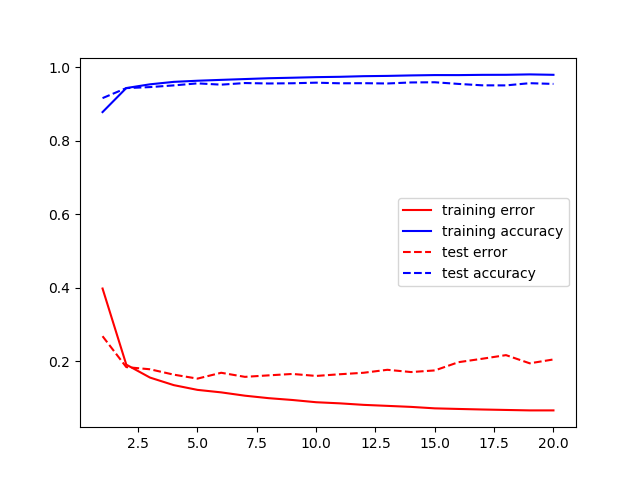 1.0
0.8
0.6
0.4
0.2
training error
training accuracy
test error
test accuracy
2.5 5.0 7.5 10.0 12.5 15.0 17.5 20.0